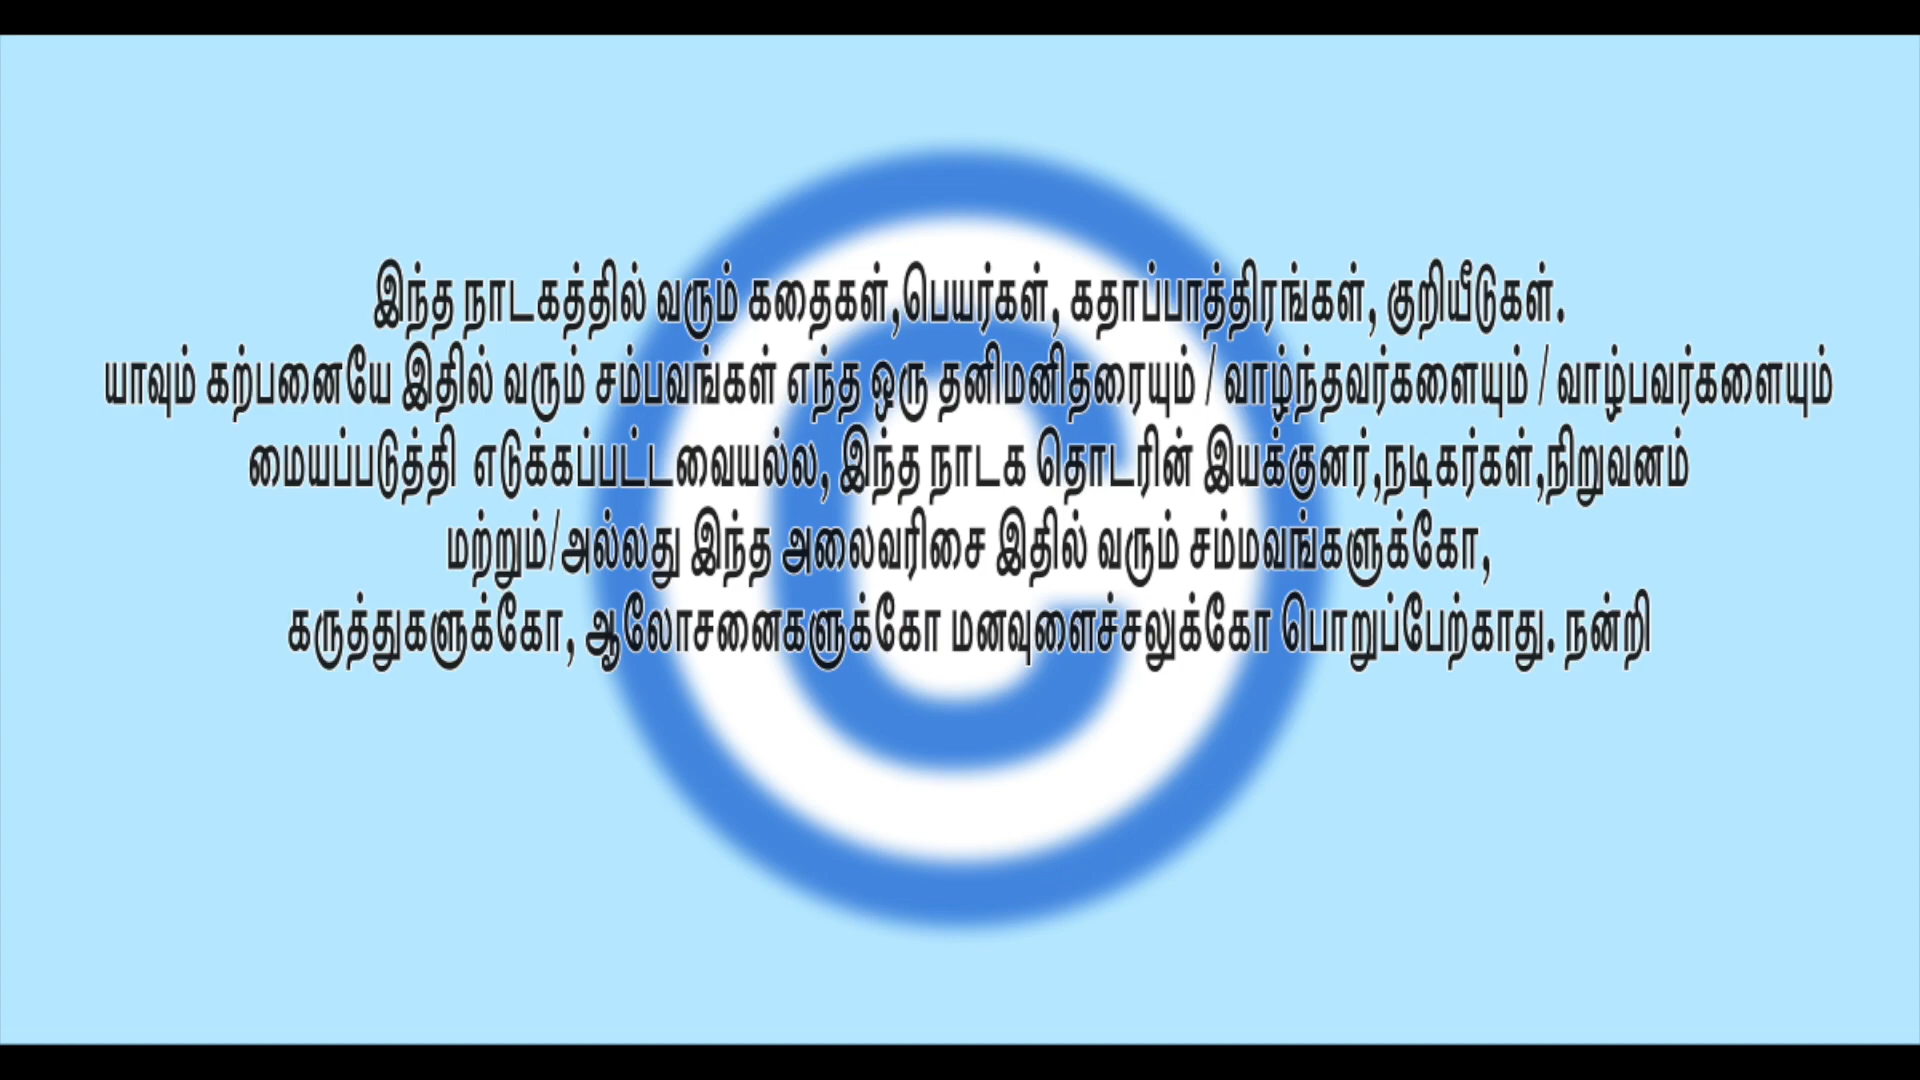 இந்த நாடகத்தில் வரும் கதைகள்,பெயர்கள், கதாப்பாத்திரங்கள், குறியீடுகள்.
யாவும் கற்பனையே இதில் வரும் சம்பவங்கள் எந்த ஒரு தனிமனிதரையும் / வாழ்ந்தவர்களையும் / வாழ்பவர்களையும்
மையப்படுத்தி எடுக்கப்பட்டவையல்ல, இந்த நாடக தொடரின் இயக்குனர்,நடிகர்கள்,நிறுவனம்
மற்றும்/அல்லது இந்த அலைவரிசை இதில் வரும் சம்மவங்களுக்கோ,
கருத்துகளுக்கோ, ஆலோசனைகளுக்கோ மனவுளைச்சலுக்கோ பொறுப்பேற்காது. நன்றி